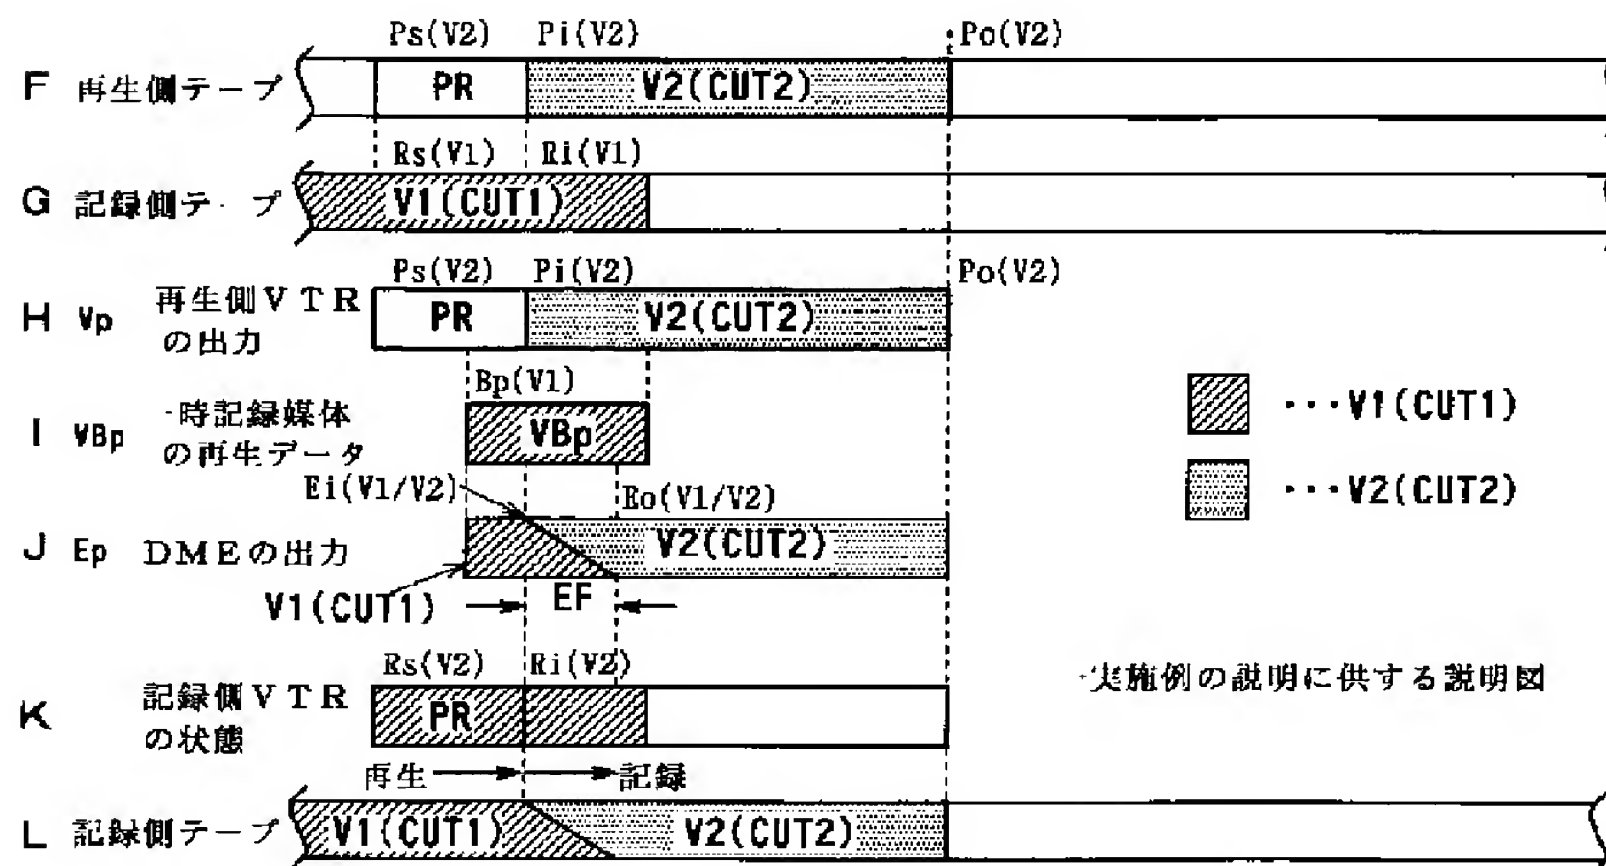 Ps(V2) Pi(V2) Po(V2)
F 再生側テープ PR V2(CUT2)
Rs(V1) Ri(V1)
G 記録側テープ V1(CUT1)
Ps(V2) Pi(V2) Po(V2)
H Vp 再生側VTR
の出力 PR V2(CUT2)
Bp(V1)
I VBp 一時記録媒体
の再生データ VBp
・・・V1(CUT1)
・・・V2(CUT2)
Ei(V1/V2) Eo(V1/V2)
J Ep DMEの出力 V2(CUT2)
V1(CUT1) EF
Rs(V2) Ri(V2)
K 記録側VTR
の状態 PR
再生 記録
実施例の説明に供する説明図
L 記録側テープ V1(CUT1) V2(CUT2)